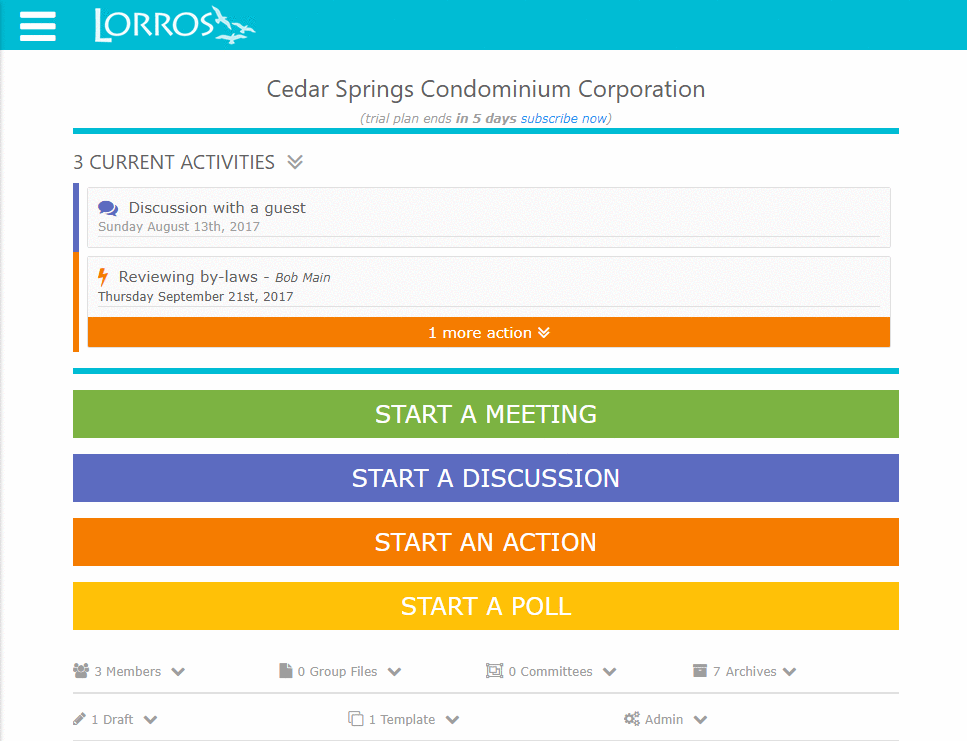 LORROS
Cedar Springs Condominium Corporation
(trial plan ends in 5 days subscribe now)
3 CURRENT ACTIVITIES
Discussion with a guest
Sunday August 13th, 2017
Reviewing by-laws - Bob Main
Thursday September 21st, 2017
1 more action
START A MEETING
START A DISCUSSION
START AN ACTION
START A POLL
3 Members 0 Group Files 0 Committees 7 Archives
1 Draft 1 Template Admin